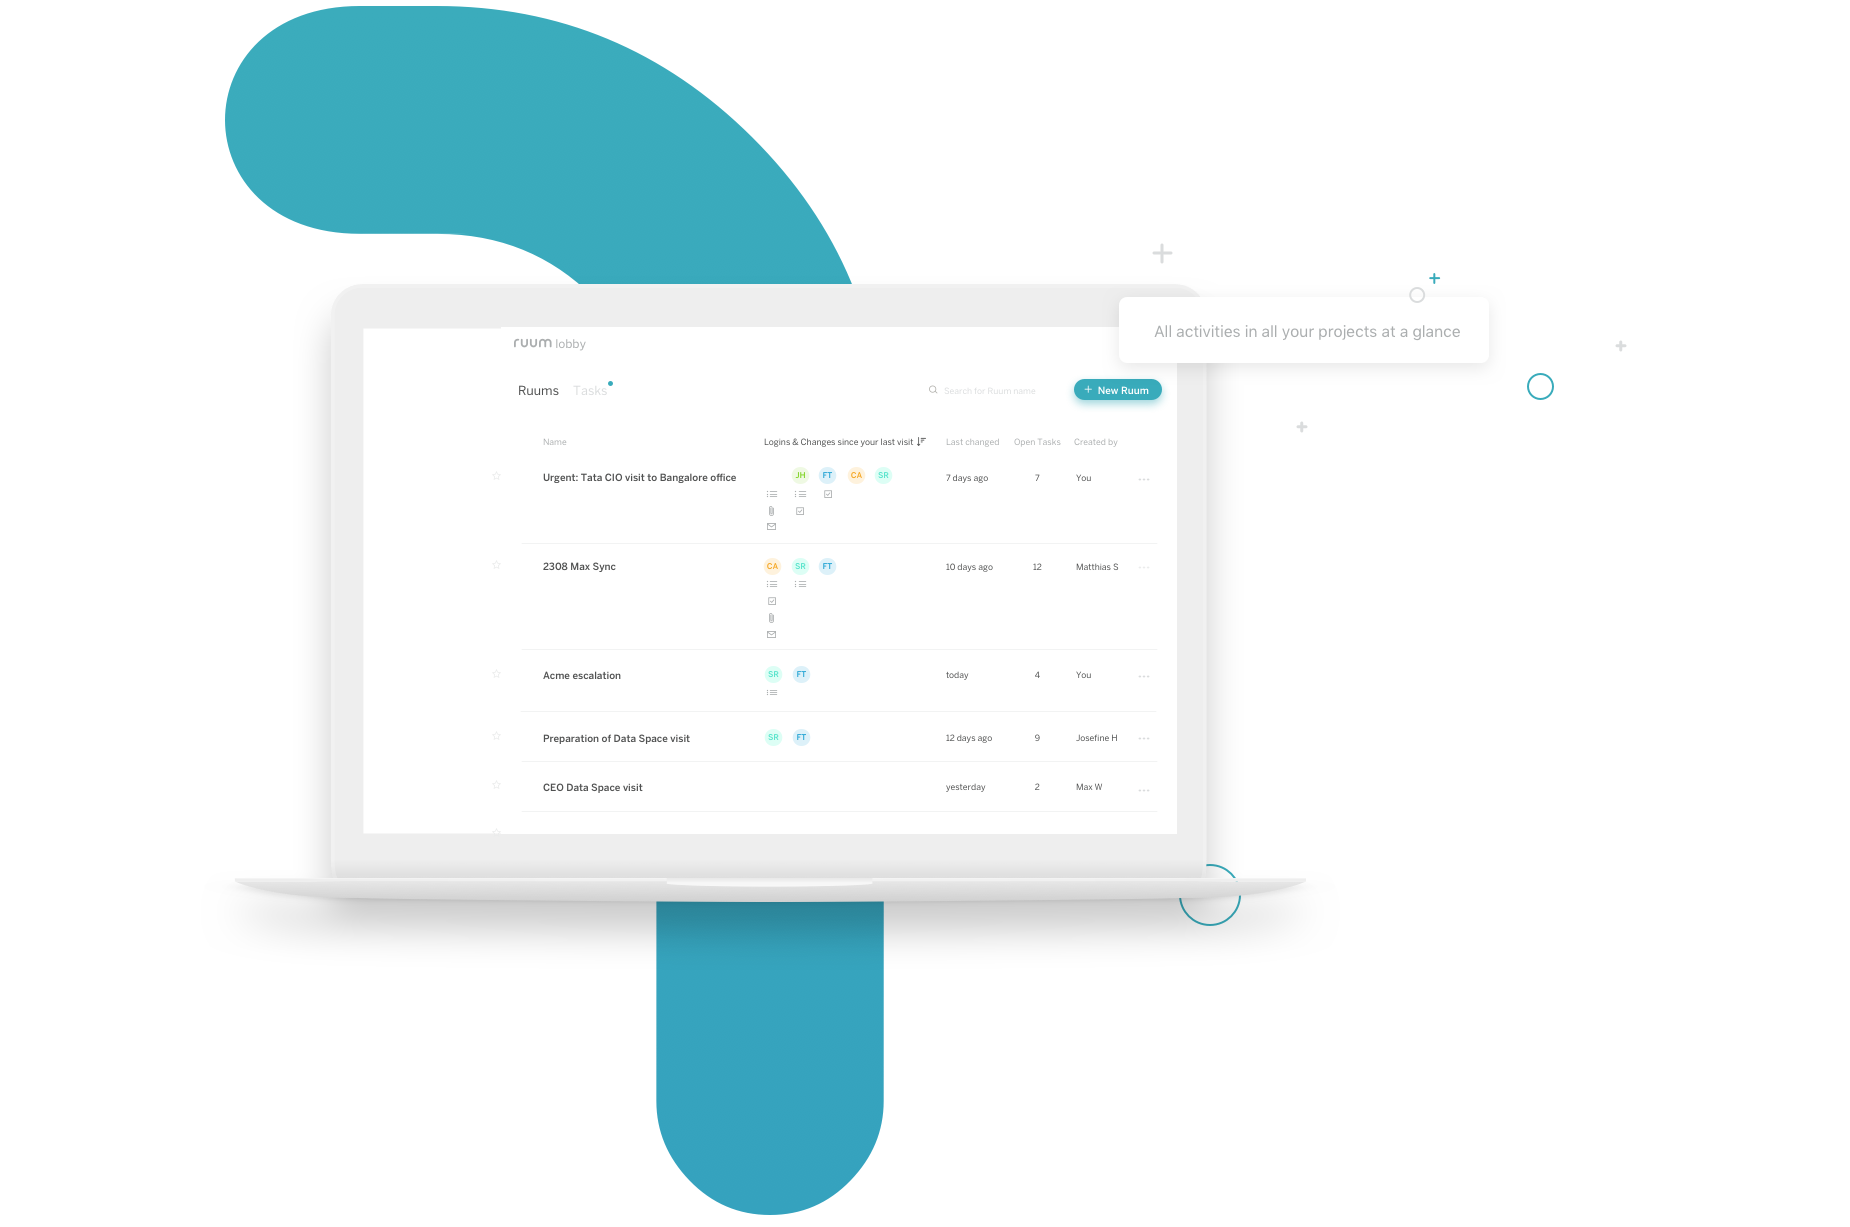 All activities in all your projects at a glance
ruum lobby
Ruums Tasks Search for Ruum name + New Ruum
Name Logins & Changes since your last visit Last changed Open Tasks Created by
Urgent: Tata CIO visit to Bangalore office JH FT CA SR 7 days ago 7 You
2308 Max Sync CA SR FT 10 days ago 12 Matthias S
Acme escalation SR FT today 4 You
Preparation of Data Space visit SR FT 12 days ago 9 Josefine H
CEO Data Space visit yesterday 2 Max W